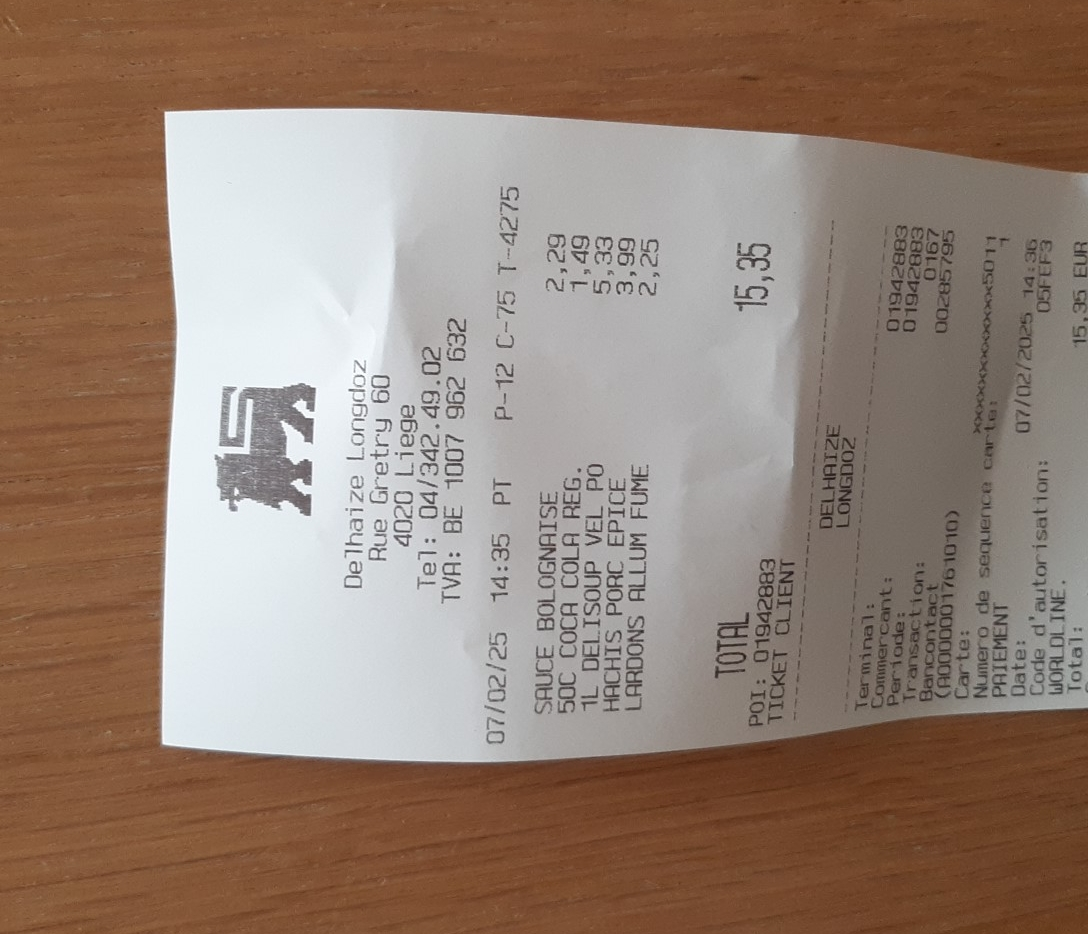 Delhaize Longdoz
Rue Gretry 60
4020 Liege
Tel: 04/342.49.02
TVA: BE 1007 962 632
07/02/25 14:35 PT P-12 C-75 T-4275
SAUCE BOLOGNAISE 2,29
50C COCA COLA REG. 1,49
1L DELISOUP VEL PO 5,33
HACHIS PORC EPICE 3,99
LARDONS ALLUM FUME 2,25
TOTAL 15,35
POI: 01942883
TICKET CLIENT
DELHAIZE
LONGDOZ
Terminal: 01942883
Commercant: 01942883
Periode: 0167
Transaction: 00285795
Bancontact
(A0000001761010)
Carte: xxxxxxxxxxxxx5011
Numero de sequence carte: 1
PAIEMENT
Date: 07/02/2025 14:36
Code d'autorisation: 05FEF3
WORLDLINE.
Total: 15,35 EUR